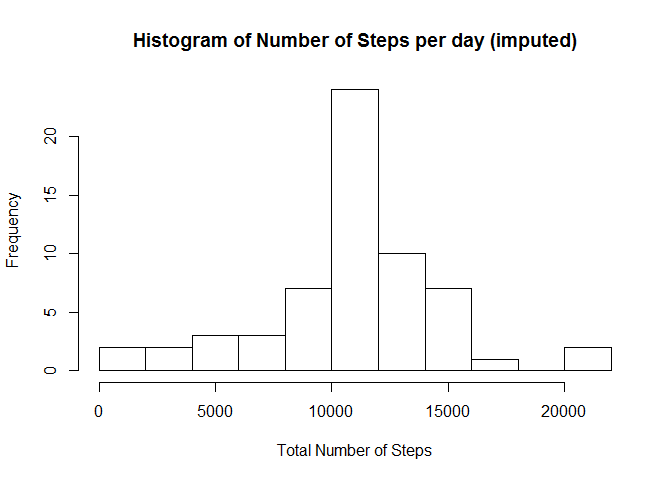 Histogram of Number of Steps per day (imputed)
Frequency
20
15
10
5
0
0 5000 10000 15000 20000
Total Number of Steps